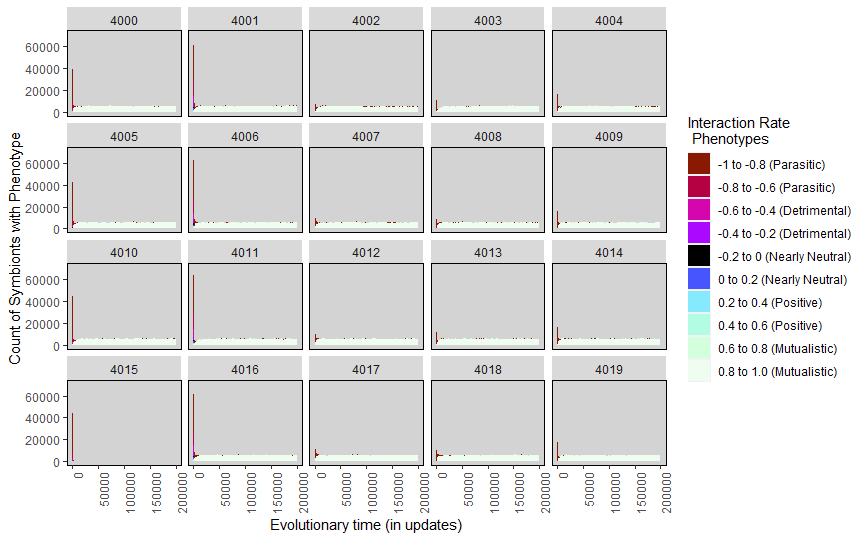 4000 4001 4002 4003 4004
60000
40000
20000
0
4005 4006 4007 4008 4009
60000
40000
20000
0
4010 4011 4012 4013 4014
60000
40000
20000
0
4015 4016 4017 4018 4019
60000
40000
20000
0
0 50000 100000 150000 200000 0 50000 100000 150000 200000 0 50000 100000 150000 200000 0 50000 100000 150000 200000 0 50000 100000 150000 200000
Evolutionary time (in updates)
Count of Symbionts with Phenotype
Interaction Rate
Phenotypes
-1 to -0.8 (Parasitic)
-0.8 to -0.6 (Parasitic)
-0.6 to -0.4 (Detrimental)
-0.4 to -0.2 (Detrimental)
-0.2 to 0 (Nearly Neutral)
0 to 0.2 (Nearly Neutral)
0.2 to 0.4 (Positive)
0.4 to 0.6 (Positive)
0.6 to 0.8 (Mutualistic)
0.8 to 1.0 (Mutualistic)